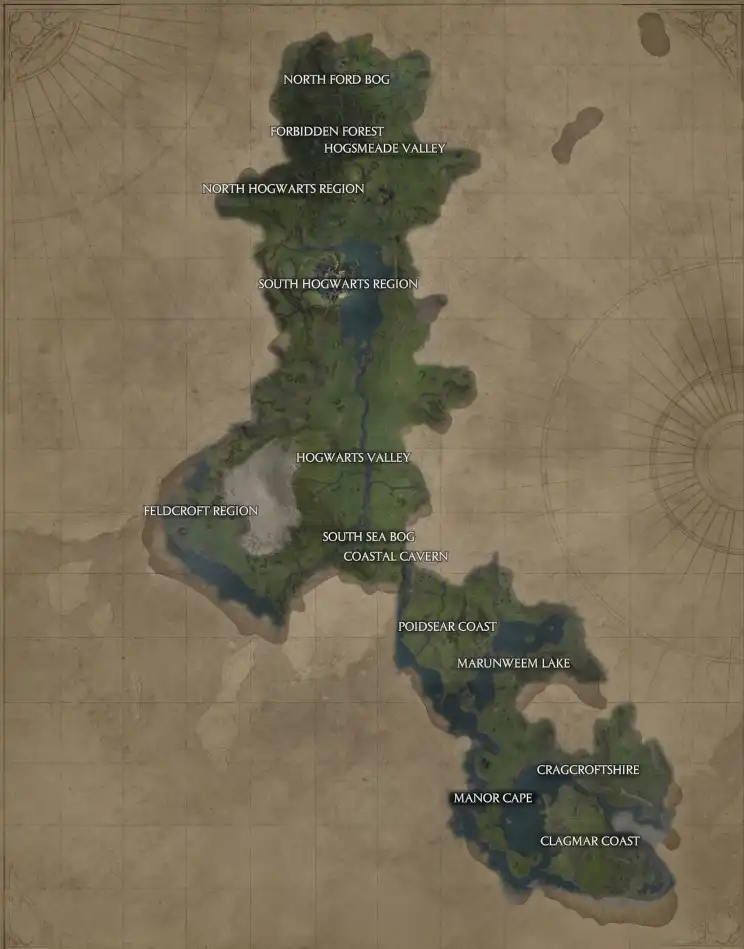 NORTH FORD BOG
FORBIDDEN FOREST
HOGSMEADE VALLEY
NORTH HOGWARTS REGION
SOUTH HOGWARTS REGION
HOGWARTS VALLEY
FELDCROFT REGION
SOUTH SEA BOG
COASTAL CAVERN
POIDSEAR COAST
MARUNWEEM LAKE
CRAGCROFTSHIRE
MANOR CAPE
CLAGMAR COAST